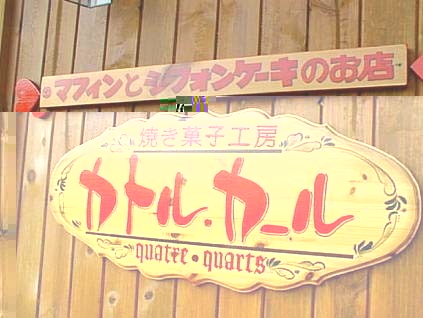 マフィンとシフォンケーキのお店
焼き菓子工房
カトル・カール
quatre・quarts